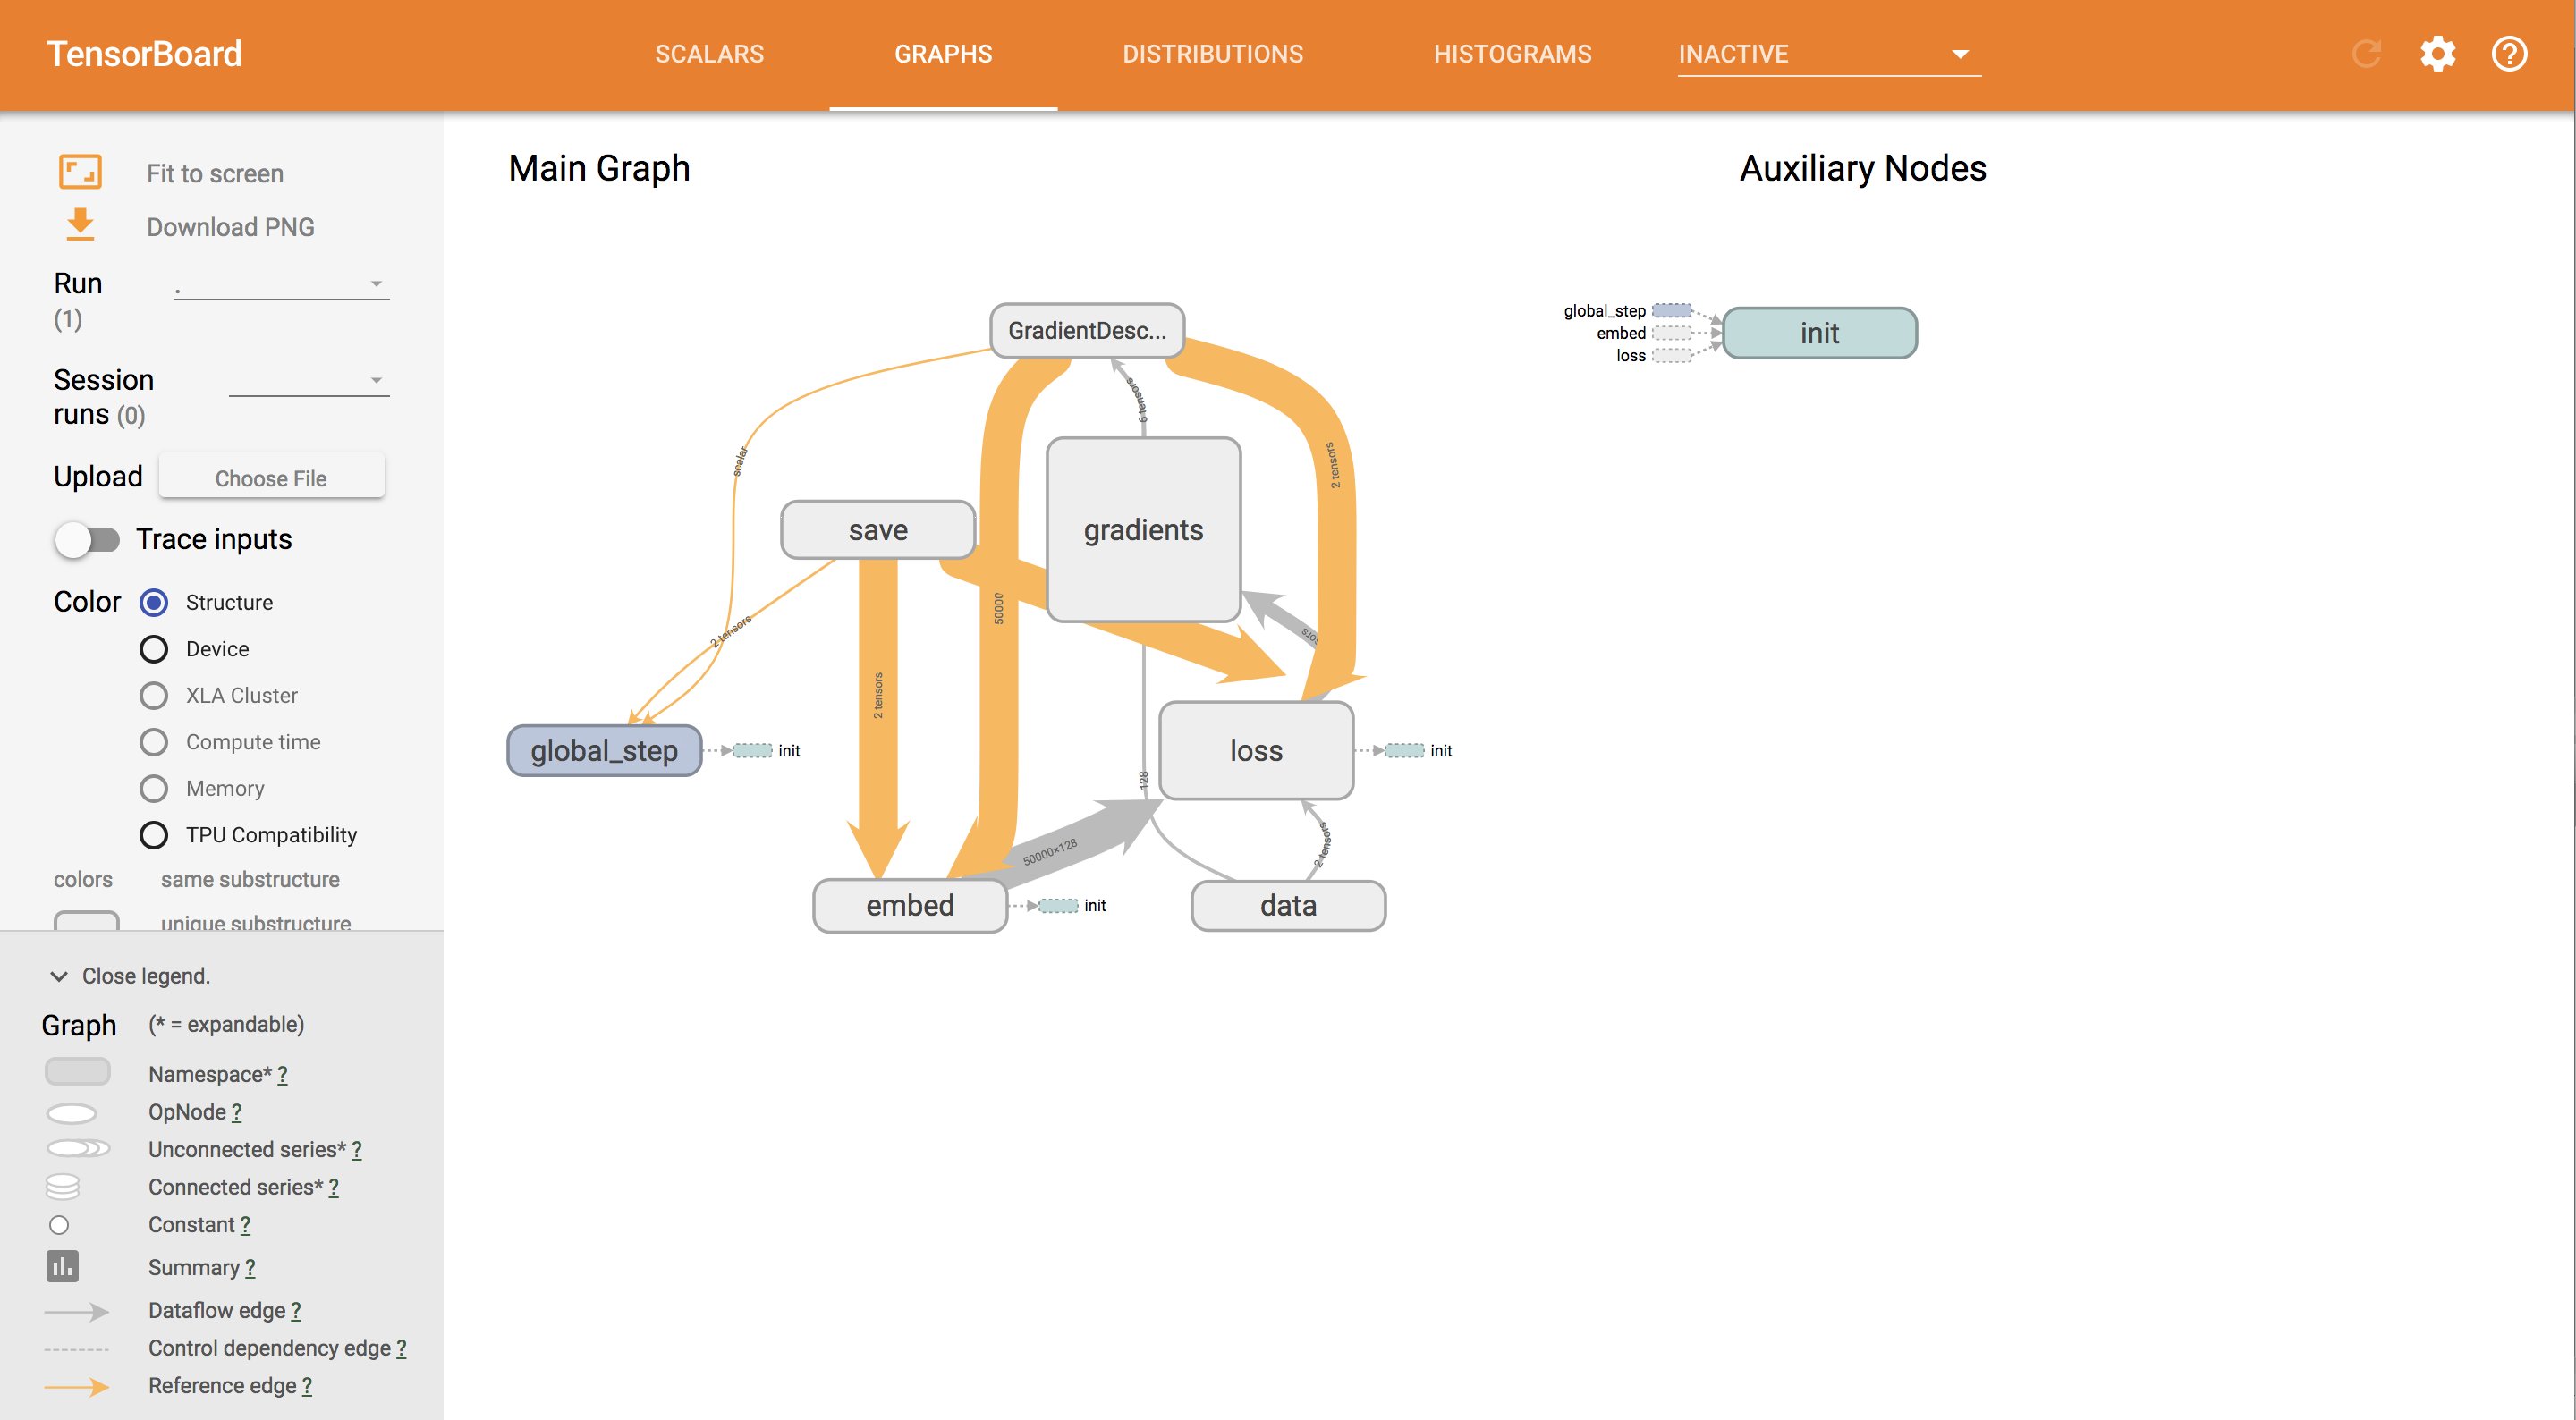 TensorBoard
SCALARS
GRAPHS
DISTRIBUTIONS
HISTOGRAMS
INACTIVE
Fit to screen
Download PNG
Run
(1)
.
Session
runs (0)
Upload
Choose File
Trace inputs
Color
Structure
Device
XLA Cluster
Compute time
Memory
TPU Compatibility
colors
same substructure
unique substructure
Close legend.
Graph
(* = expandable)
Namespace* ?
OpNode ?
Unconnected series* ?
Connected series* ?
Constant ?
Summary ?
Dataflow edge ?
Control dependency edge ?
Reference edge ?
Main Graph
GradientDesc...
6 tensors
scalar
2 tensors
save
gradients
50000
2 tensors
2 tensors
global_step
init
loss
init
128
50000×128
2 tensors
embed
init
data
Auxiliary Nodes
global_step
embed
loss
init